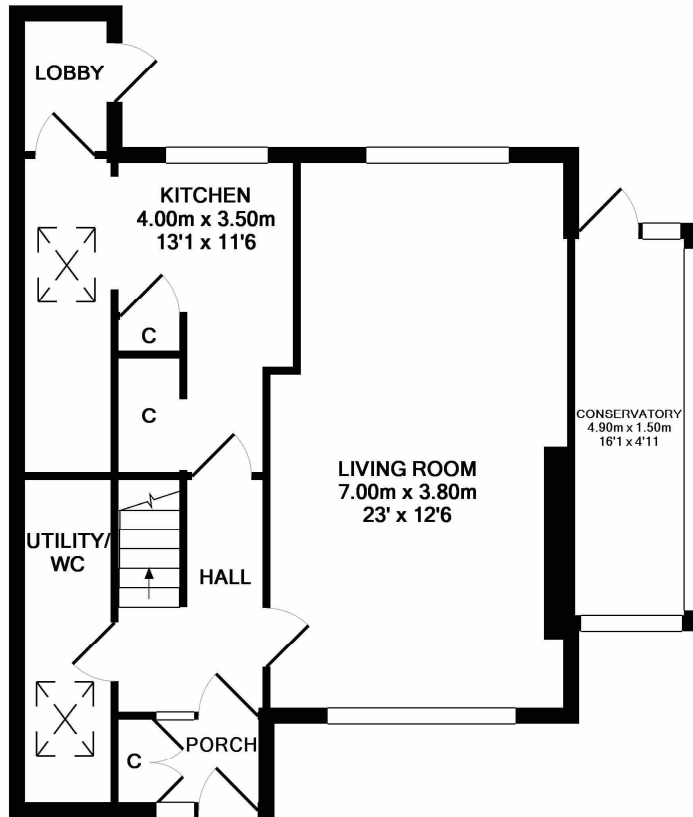 LOBBY
KITCHEN
4.00m x 3.50m
13'1 x 11'6
C
C
CONSERVATORY
4.90m x 1.50m
16'1 x 4'11
LIVING ROOM
7.00m x 3.80m
23' x 12'6
UTILITY/
WC
HALL
PORCH
C